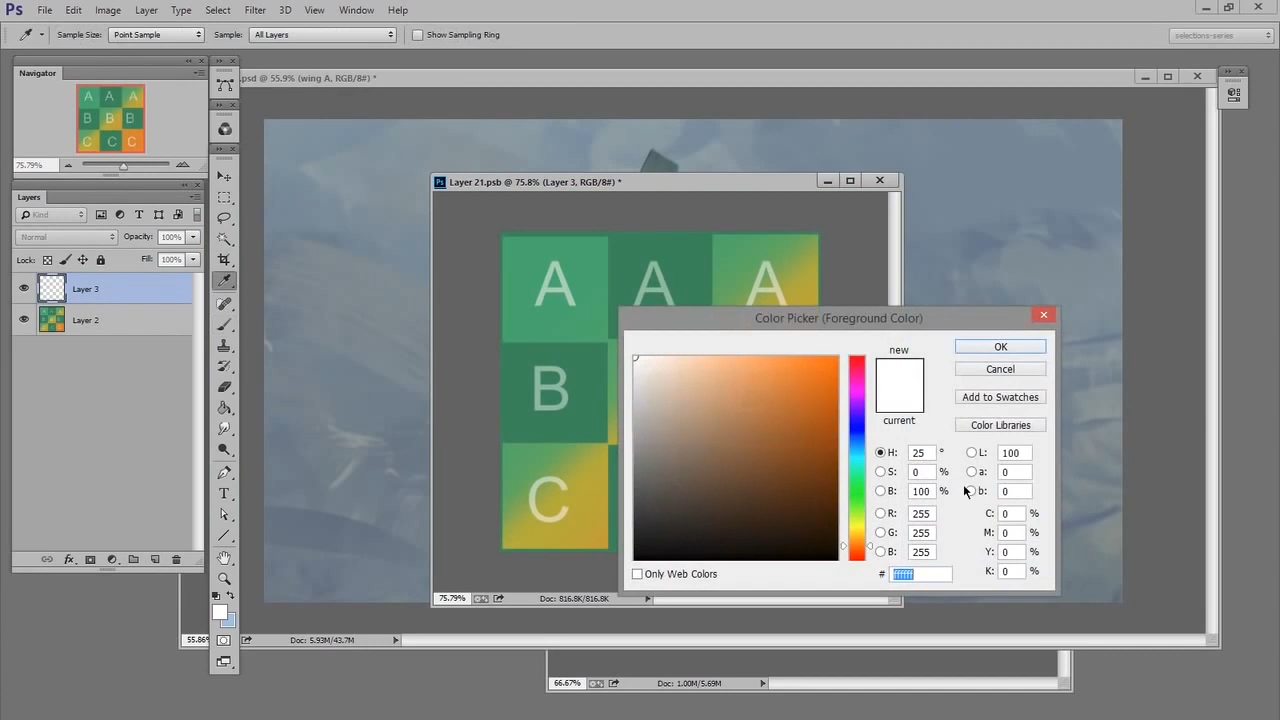 Ps File Edit Image Layer Type Select Filter 3D View Window Help
Sample Size: Point Sample Sample: All Layers Show Sampling Ring selections-series
Navigator
A A A
B B B
C C C
75.79%
Layers
Kind
Normal Opacity: 100%
Lock: Fill: 100%
Layer 3
Layer 2
T
.psd @ 55.9% (wing A, RGB/8#) *
Ps Layer 21.psb @ 75.8% (Layer 3, RGB/8#) *
A A A
B
C
75.79% Doc: 816.8K/816.8K
Color Picker (Foreground Color)
new
current
OK
Cancel
Add to Swatches
Color Libraries
H: 25 ° L: 100
S: 0 % a: 0
B: 100 % b: 0
R: 255 C: 0 %
G: 255 M: 0 %
B: 255 Y: 0 %
# ffffff K: 0 %
Only Web Colors
55.86% Doc: 5.93M/43.7M
66.67% Doc: 1.00M/5.69M